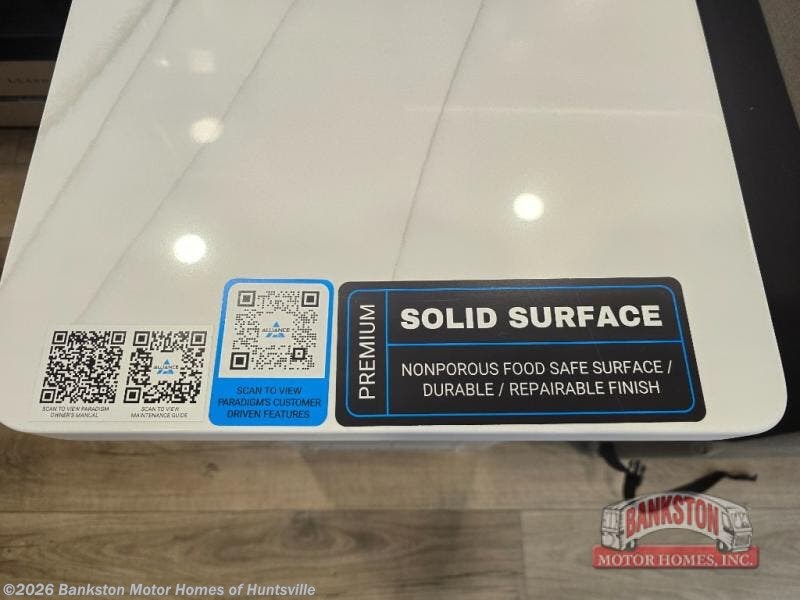 PREMIUM
SOLID SURFACE
NONPOROUS FOOD SAFE SURFACE /
DURABLE / REPAIRABLE FINISH
ALLIANCE
SCAN TO VIEW
PARADIGM'S CUSTOMER
DRIVEN FEATURES
SCAN TO VIEW PARADIGM
OWNER'S MANUAL
ALLIANCE
SCAN TO VIEW
MAINTENANCE GUIDE
BANKSTON
MOTOR HOMES, INC.
©2026 Bankston Motor Homes of Huntsville